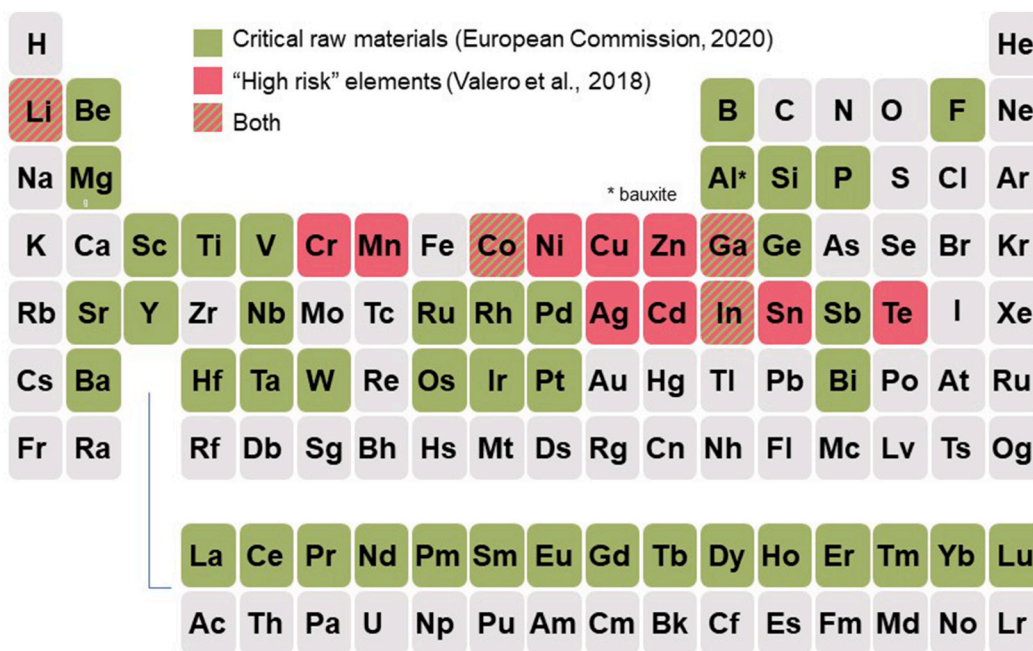 H He
Critical raw materials (European Commission, 2020)
“High risk” elements (Valero et al., 2018)
Both
Li Be B C N O F Ne
Na Mg Al* Si P S Cl Ar
g
* bauxite
K Ca Sc Ti V Cr Mn Fe Co Ni Cu Zn Ga Ge As Se Br Kr
Rb Sr Y Zr Nb Mo Tc Ru Rh Pd Ag Cd In Sn Sb Te I Xe
Cs Ba Hf Ta W Re Os Ir Pt Au Hg Tl Pb Bi Po At Ru
Fr Ra Rf Db Sg Bh Hs Mt Ds Rg Cn Nh Fl Mc Lv Ts Og
La Ce Pr Nd Pm Sm Eu Gd Tb Dy Ho Er Tm Yb Lu
Ac Th Pa U Np Pu Am Cm Bk Cf Es Fm Md No Lr